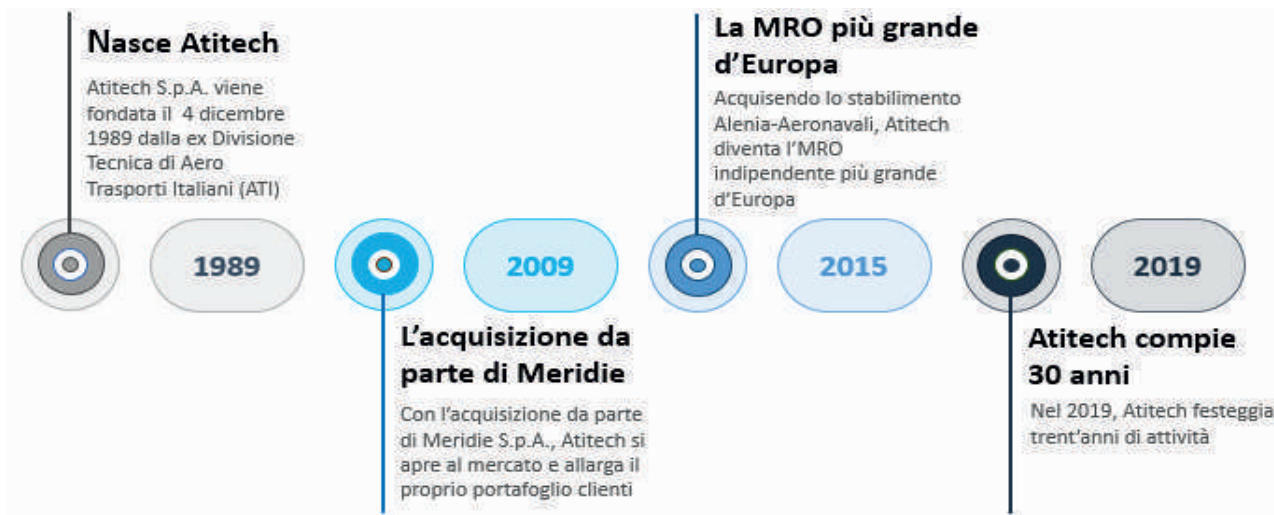 Nasce Atitech
Atitech S.p.A. viene
fondata il 4 dicembre
1989 dalla ex Divisione
Tecnica di Aero
Trasporti Italiani (ATI)
1989
L'acquisizione da
parte di Meridie
Con l'acquisizione da parte
di Meridie S.p.A., Atitech si
apre al mercato e allarga il
proprio portafoglio clienti
2009
La MRO più grande
d'Europa
Acquisendo lo stabilimento
Alenia-Aeronavali, Atitech
diventa l'MRO
indipendente più grande
d'Europa
2015
2019
Atitech compie
30 anni
Nel 2019, Atitech festeggia
trent'anni di attività